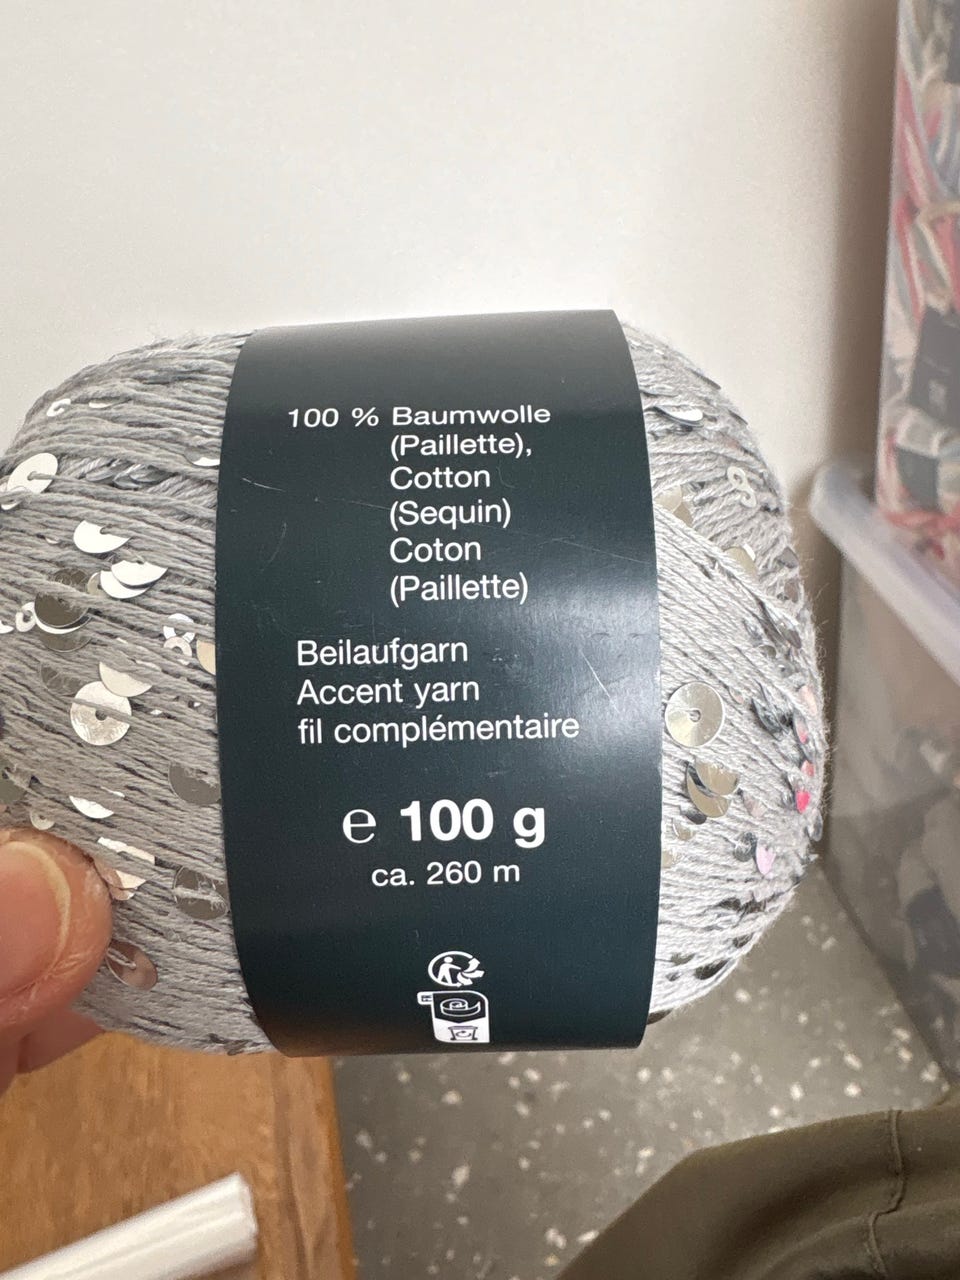 100 % Baumwolle
(Paillette),
Cotton
(Sequin)
Coton
(Paillette)
Beilaufgarn
Accent yarn
fil complémentaire
e 100 g
ca. 260 m